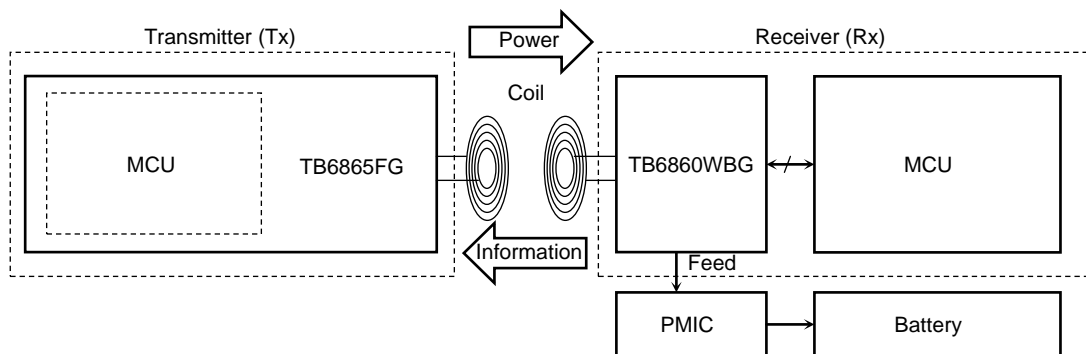 Transmitter (Tx)
Power
Receiver (Rx)
Coil
MCU
TB6865FG
TB6860WBG
MCU
Information
Feed
PMIC
Battery